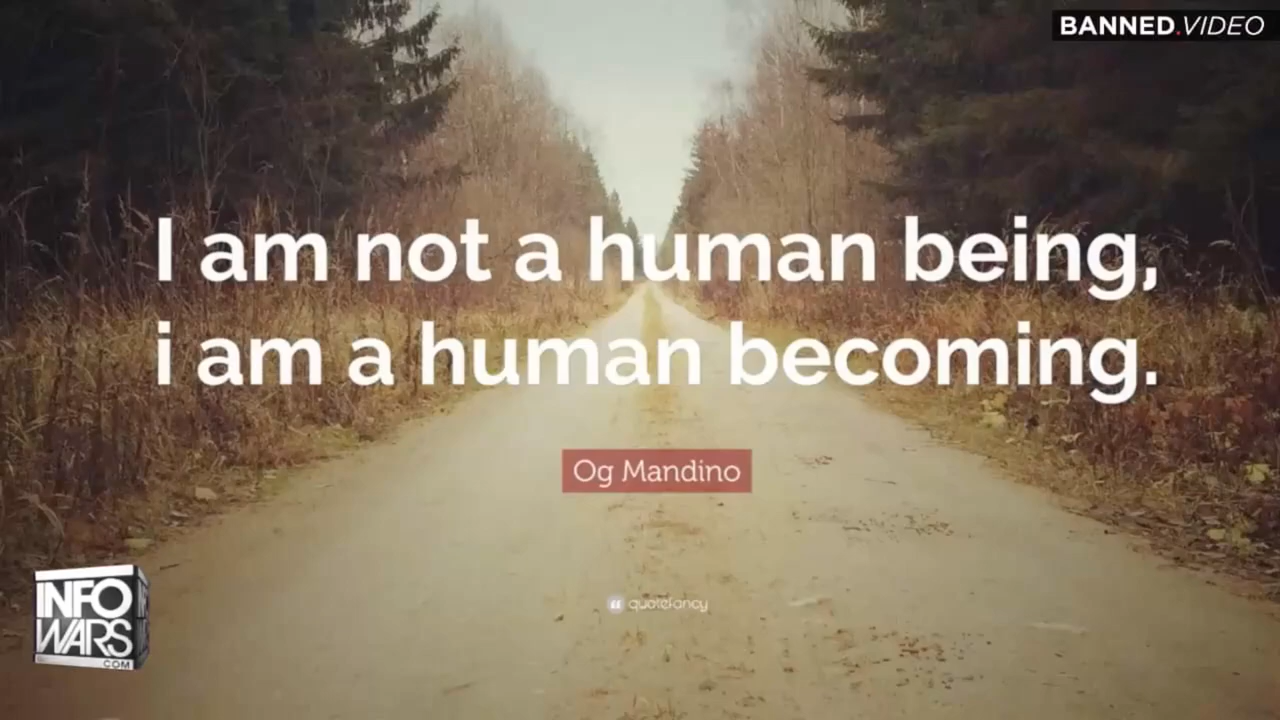 BANNED.VIDEO
I am not a human being,
i am a human becoming.
Og Mandino
quotefancy
INFO
WARS
.COM